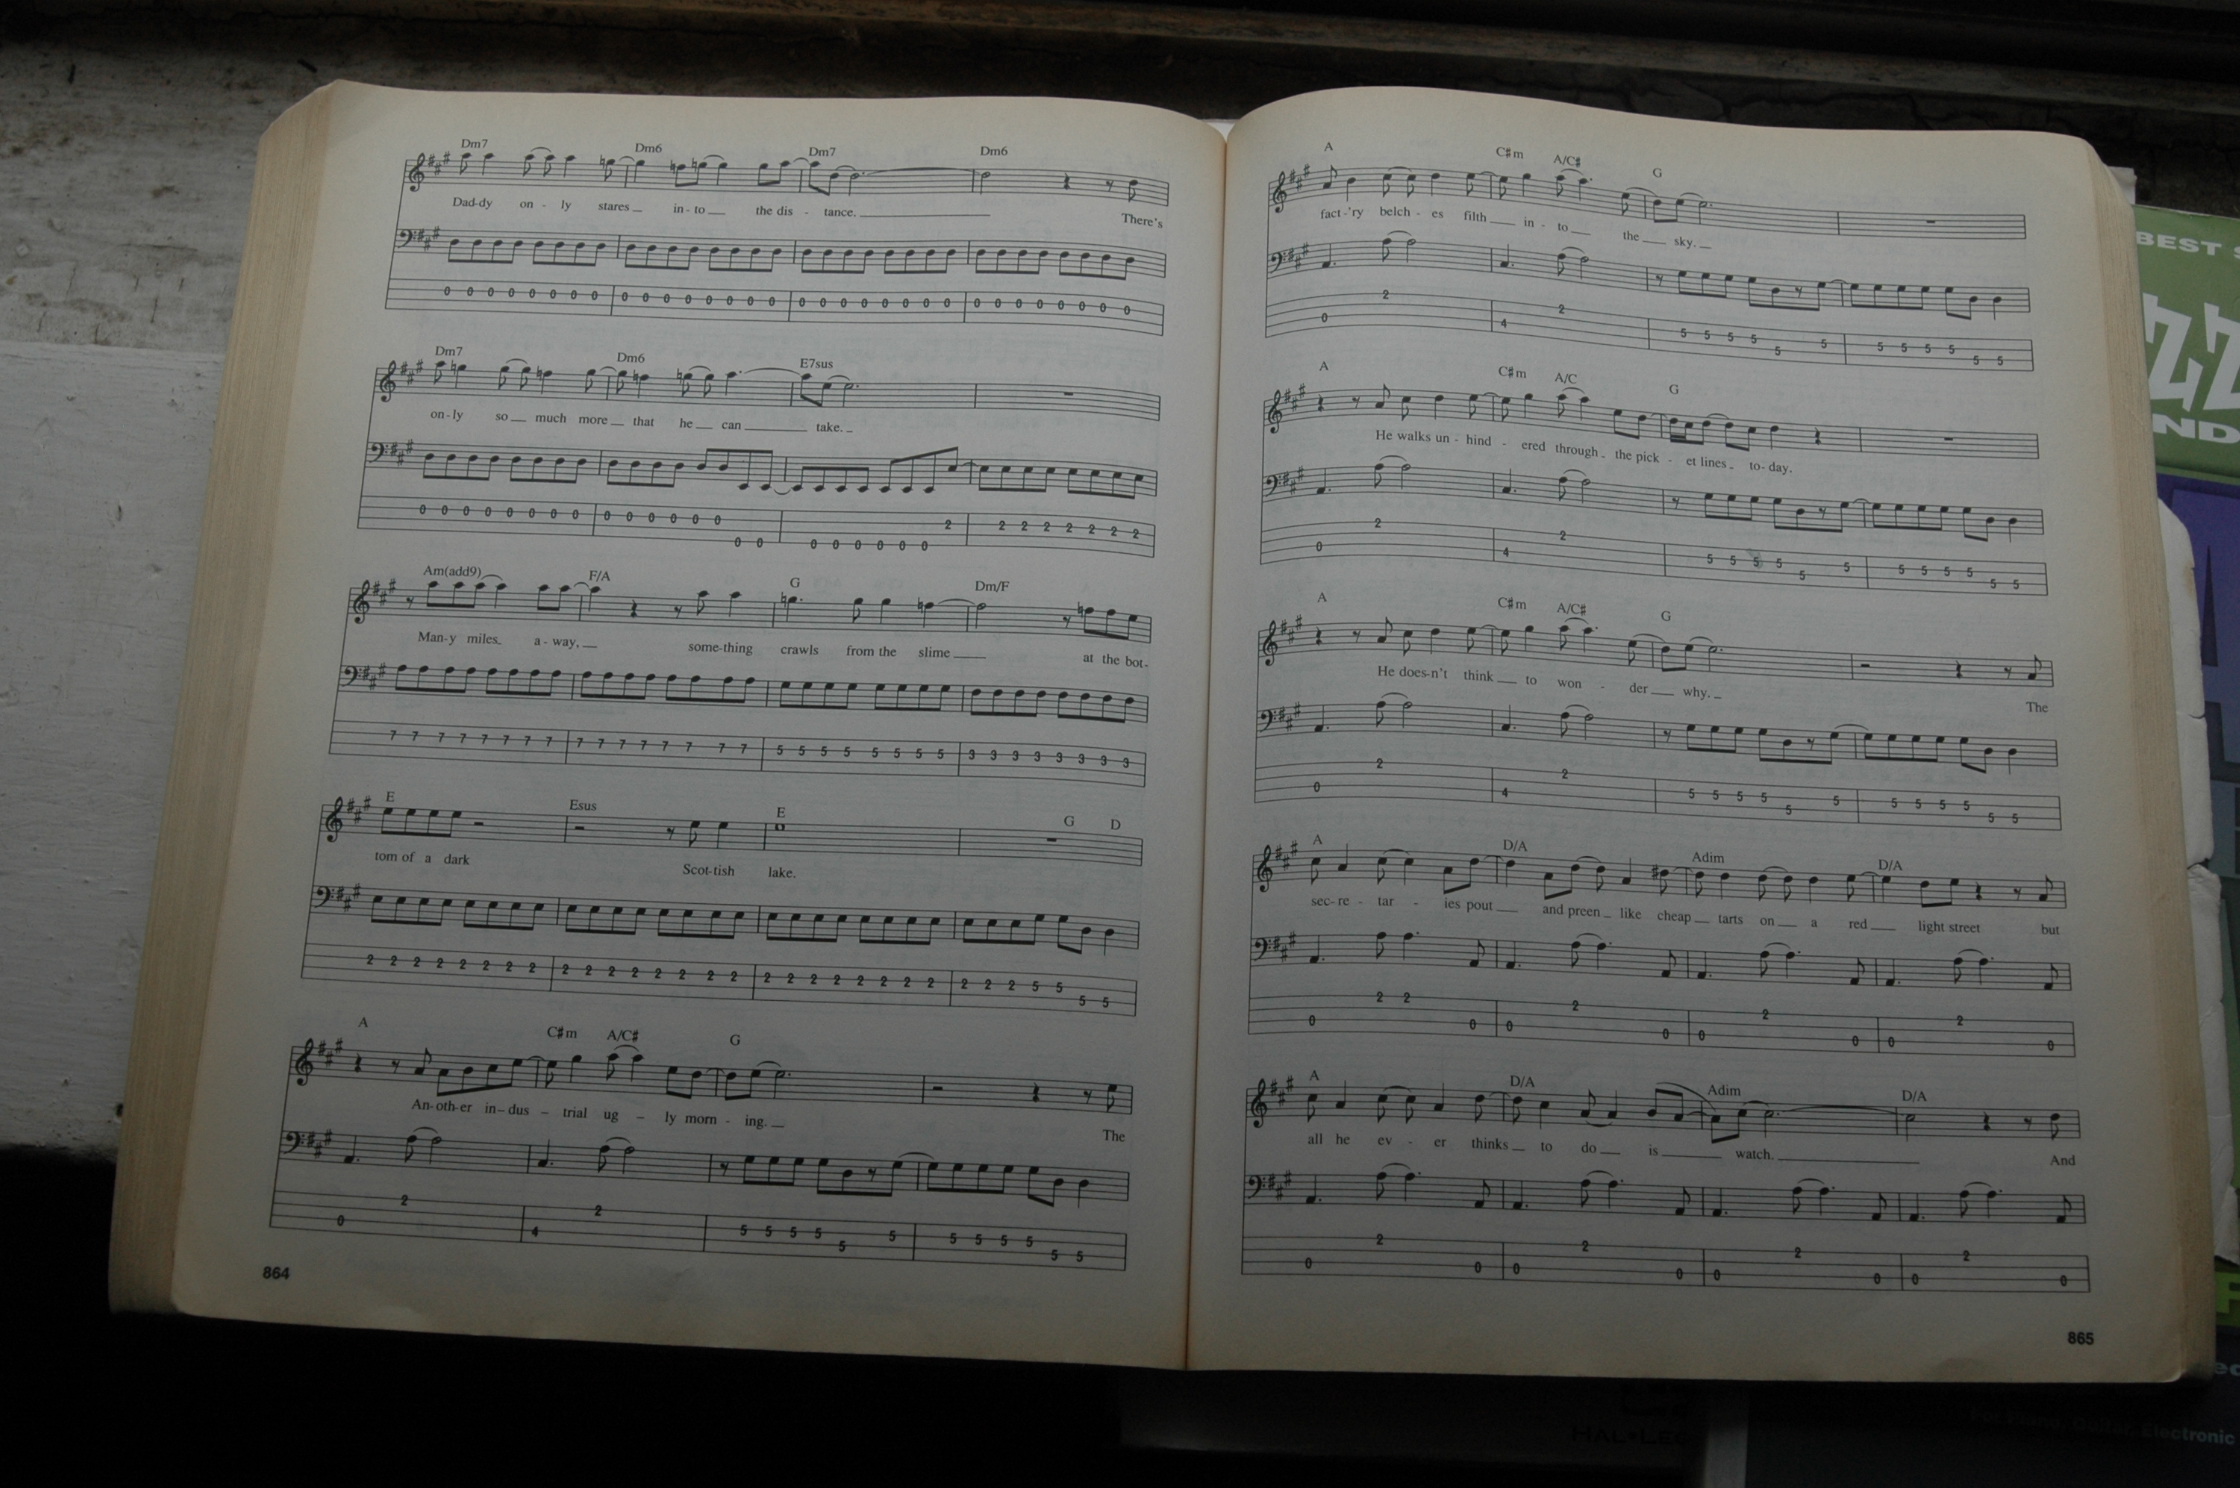 Dm7 Dm6 Dm7 Dm6
Dad-dy on - ly stares in - to the dis - tance. There's
0 0 0 0 0 0 0 0 0 0 0 0 0 0 0 0 0 0 0 0 0 0 0 0 0 0 0 0 0 0 0 0
Dm7 Dm6 E7sus
on - ly so much more that he can take.
0 0 0 0 0 0 0 0 0 0 0 0 0 0 0 0 0 0 0 0 0 0 2 2 2 2 2 2 2 2
Am(add9) F/A G Dm/F
Man-y miles a - way, some-thing crawls from the slime at the bot-
7 7 7 7 7 7 7 7 7 7 7 7 7 7 7 7 5 5 5 5 5 5 5 5 3 3 3 3 3 3 3 3
E Esus E G D
tom of a dark Scot-tish lake.
2 2 2 2 2 2 2 2 2 2 2 2 2 2 2 2 2 2 2 2 2 2 2 2 2 2 2 5 5 5 5
A C♯m A/C♯ G
An-oth-er in-dus - trial ug - ly morn - ing. The
0 2 4 2 5 5 5 5 5 5 5 5 5 5 5 5
864
A C♯m A/C♯ G
fact-'ry belch - es filth in - to the sky.
0 2 4 2 5 5 5 5 5 5 5 5 5 5 5 5
A C♯m A/C G
He walks un - hind - ered through the pick - et lines to-day.
0 2 4 2 5 5 5 5 5 5 5 5 5 5 5 5
A C♯m A/C♯ G
He does-n't think to won - der why. The
0 2 4 2 5 5 5 5 5 5 5 5 5 5 5 5
A D/A Adim D/A
sec-re - tar - ies pout and preen like cheap tarts on a red light street but
0 2 2 0 0 2 0 0 2 0 0 2 0
A D/A Adim D/A
all he ev - er thinks to do is watch. And
0 2 0 0 2 0 0 2 0 0 2 0
865
BEST
ZZ
ND
HAL•LEO
Electronic